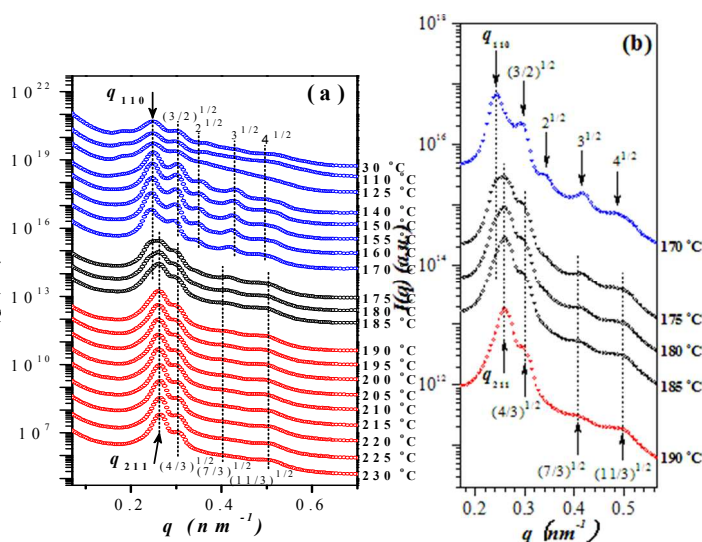 (a)
q 110
(3/2)^1/2
2^1/2
3^1/2
4^1/2
10^22
10^19
10^16
10^13
10^10
10^7
30 °C
110 °C
125 °C
140 °C
150 °C
155 °C
160 °C
170 °C
175 °C
180 °C
185 °C
190 °C
195 °C
200 °C
205 °C
210 °C
215 °C
220 °C
225 °C
230 °C
q 211
(4/3)^1/2
(7/3)^1/2
(11/3)^1/2
0.2 0.4 0.6
q (nm^-1)
(b)
q110
(3/2)^1/2
2^1/2
3^1/2
4^1/2
10^18
10^16
10^14
10^12
I(q) (a.u.)
170 °C
175 °C
180 °C
185 °C
190 °C
q211
(4/3)^1/2
(7/3)^1/2
(11/3)^1/2
0.2 0.3 0.4 0.5
q (nm^-1)